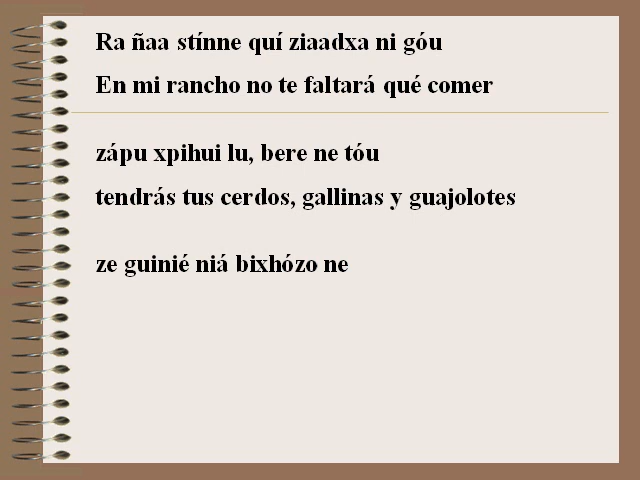 Ra ñaa stínne quí ziaadxa ni góu
En mi rancho no te faltará qué comer
zápu xpihui lu, bere ne tóu
tendrás tus cerdos, gallinas y guajolotes
ze guinié niá bixhózo ne